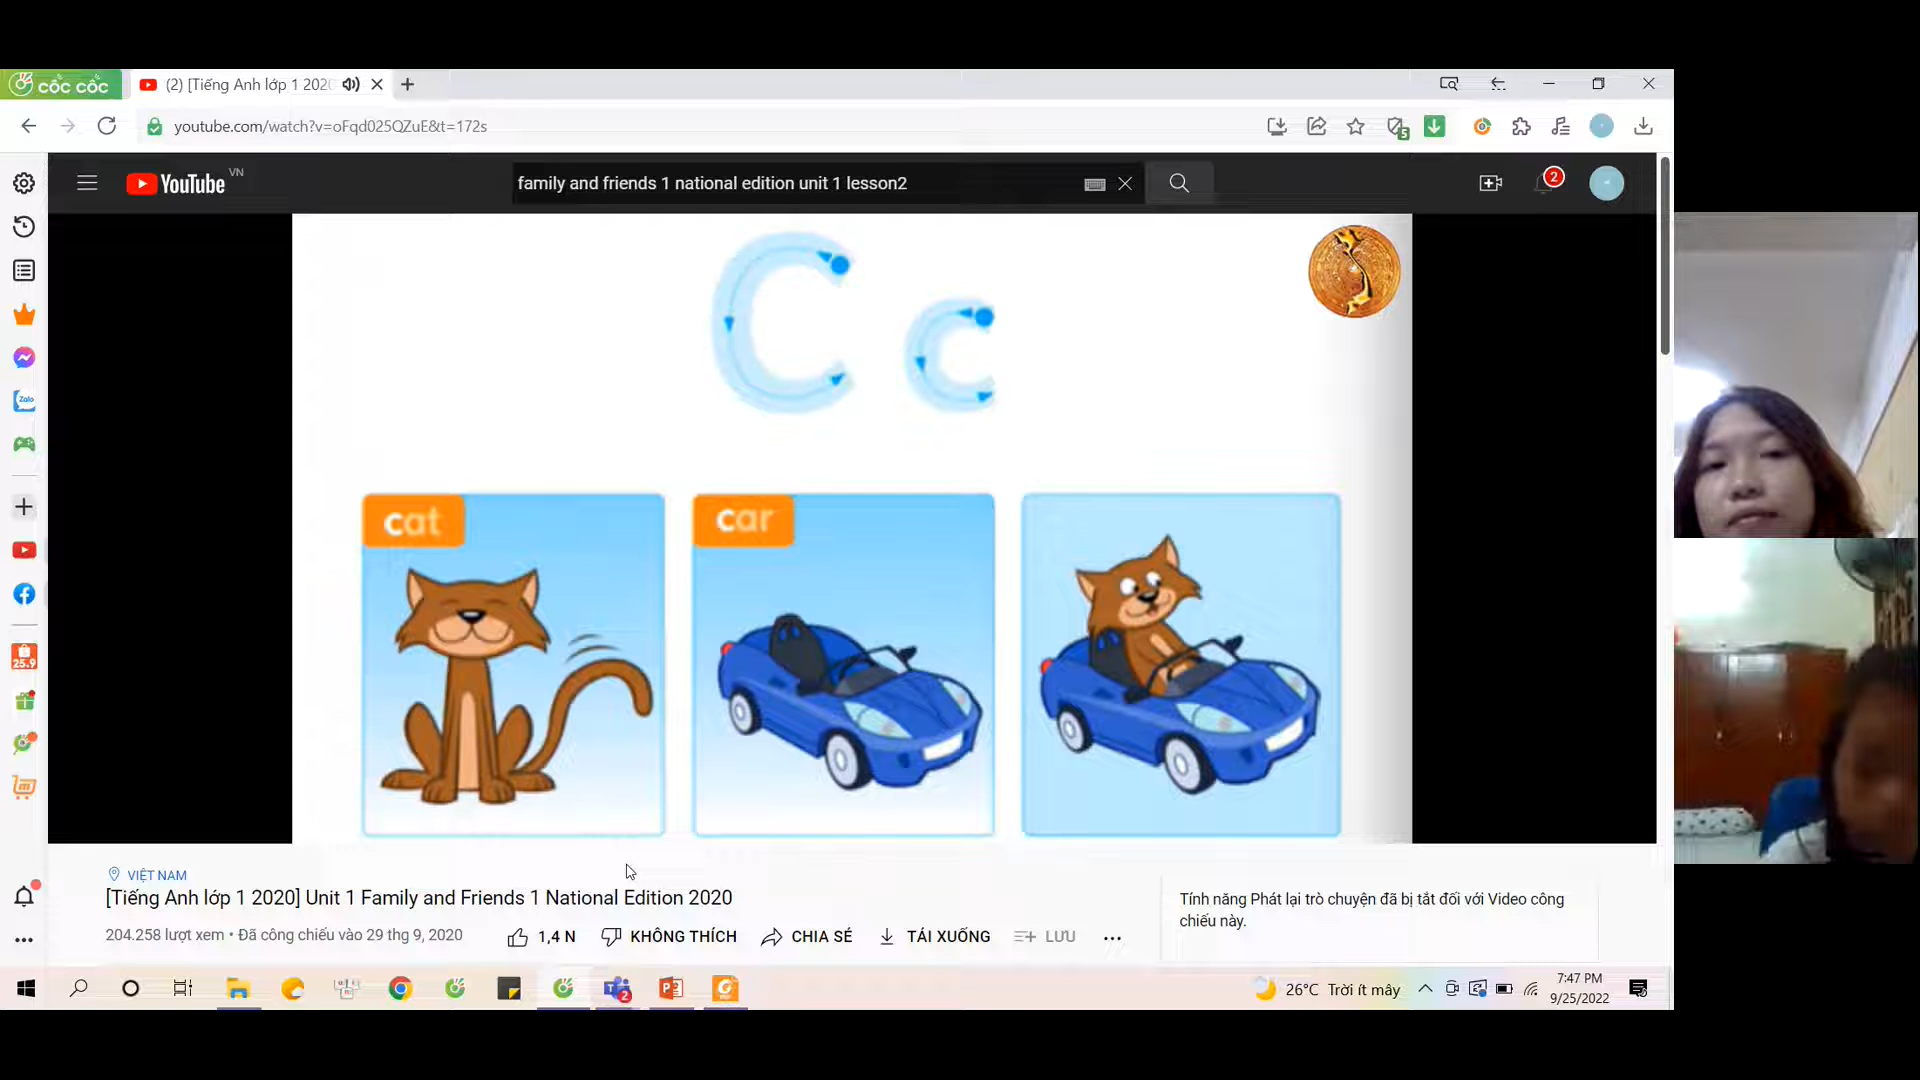 cốc cốc
(2) [Tiếng Anh lớp 1 202
youtube.com/watch?v=oFqd025QZuE&t=172s
5
YouTube VN
family and friends 1 national edition unit 1 lesson2
2
C c
cat
car
Zalo
25.9
VIỆT NAM
[Tiếng Anh lớp 1 2020] Unit 1 Family and Friends 1 National Edition 2020
204.258 lượt xem • Đã công chiếu vào 29 thg 9, 2020
1,4 N
KHÔNG THÍCH
CHIA SẺ
TẢI XUỐNG
LƯU
Tính năng Phát lại trò chuyện đã bị tắt đối với Video công
chiếu này.
26°C Trời ít mây
7:47 PM
9/25/2022